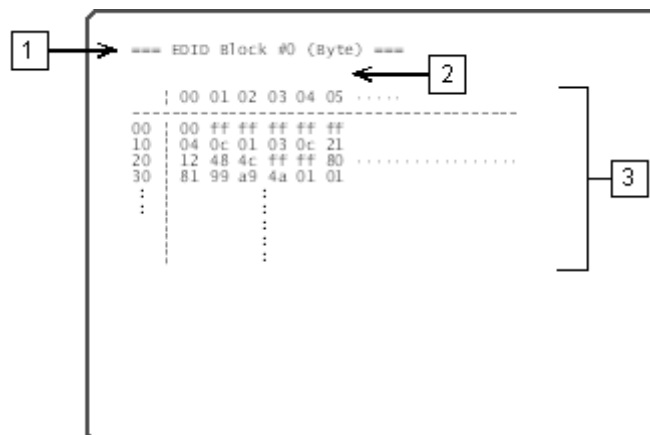 1
=== EDID Block #0 (Byte) ===
2
| 00 01 02 03 04 05 .....
3
00 | 00 ff ff ff ff ff
10 | 04 0c 01 03 0c 21
20 | 12 48 4c ff ff 80 .................
30 | 81 99 a9 4a 01 01